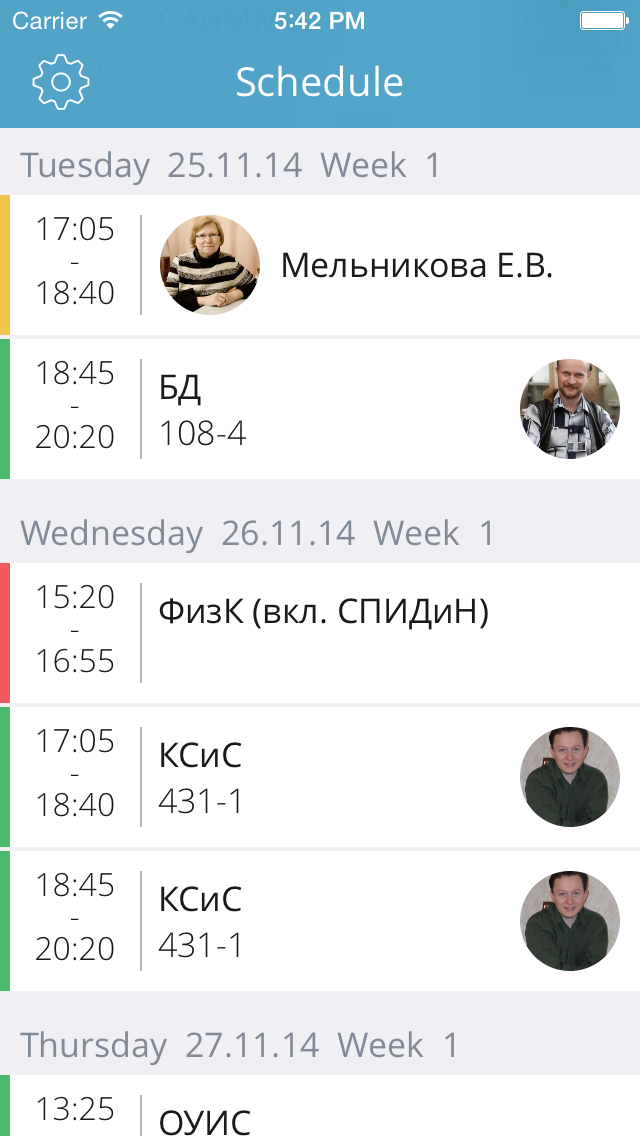 Carrier 5:42 PM
Schedule
Tuesday 25.11.14 Week 1
17:05
-
18:40
Мельникова Е.В.
18:45
-
20:20
БД
108-4
Wednesday 26.11.14 Week 1
15:20
-
16:55
ФизК (вкл. СПИДиН)
17:05
-
18:40
КСиС
431-1
18:45
-
20:20
КСиС
431-1
Thursday 27.11.14 Week 1
13:25
ОУИС